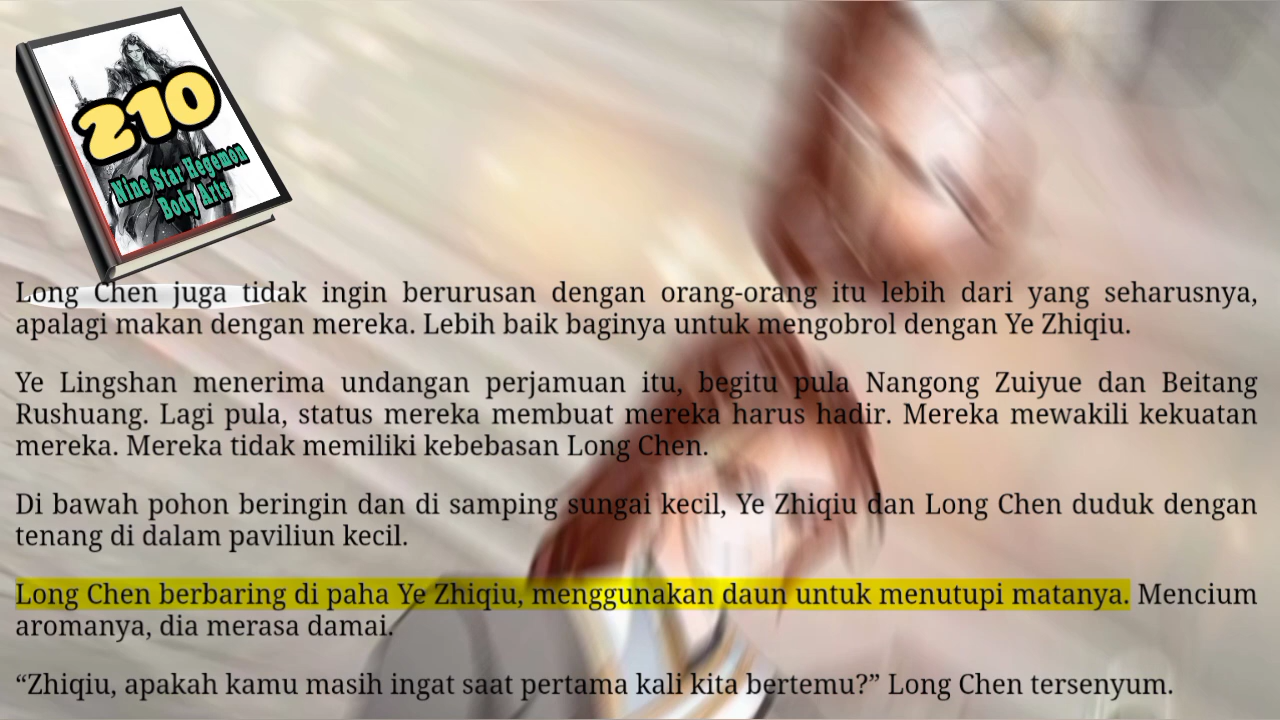 210
Nine Star Hegemon
Body Arts
Long Chen juga tidak ingin berurusan dengan orang-orang itu lebih dari yang seharusnya,
apalagi makan dengan mereka. Lebih baik baginya untuk mengobrol dengan Ye Zhiqiu.
Ye Lingshan menerima undangan perjamuan itu, begitu pula Nangong Zuiyue dan Beitang
Rushuang. Lagi pula, status mereka membuat mereka harus hadir. Mereka mewakili kekuatan
mereka. Mereka tidak memiliki kebebasan Long Chen.
Di bawah pohon beringin dan di samping sungai kecil, Ye Zhiqiu dan Long Chen duduk dengan
tenang di dalam paviliun kecil.
Long Chen berbaring di paha Ye Zhiqiu, menggunakan daun untuk menutupi matanya. Mencium
aromanya, dia merasa damai.
“Zhiqiu, apakah kamu masih ingat saat pertama kali kita bertemu?” Long Chen tersenyum.